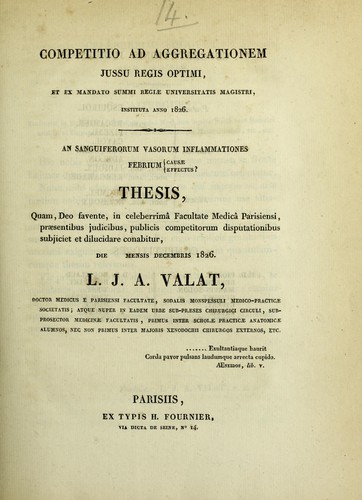 14.
COMPETITIO AD AGGREGATIONEM
JUSSU REGIS OPTIMI,
ET EX MANDATO SUMMI REGIÆ UNIVERSITATIS MAGISTRI,
INSTITUTA ANNO 1826.
AN SANGUIFERORUM VASORUM INFLAMMATIONES
FEBRIUM { CAUSÆ
EFFECTUS ?
THESIS,
Quam, Deo favente, in celeberrimâ Facultate Medicâ Parisiensi,
præsentibus judicibus, publicis competitorum disputationibus
subjiciet et dilucidare conabitur,
DIE MENSIS DECEMBRIS 1826.
L. J. A. VALAT,
DOCTOR MEDICUS E PARISIENSI FACULTATE, SODALIS MONSPESSULI MEDICO-PRACTICÆ
SOCIETATIS; ATQUE NUPER IN EADEM URBE SUB-PRÆSES CHIRURGICI CIRCULI, SUB-
PROSECTOR MEDICINÆ FACULTATIS, PRIMUS INTER SCHOLÆ PRACTICÆ ANATOMICÆ
ALUMNOS, NEC NON PRIMUS INTER MAJORIS XENODOCHII CHIRURGOS EXTERNOS, ETC.
....... Exultantiaque haurit
Corda pavor pulsans laudumque arrecta cupido.
AEneidos, lib. v.
PARISIIS,
EX TYPIS H. FOURNIER,
VIA DICTA DE SEINE, N° 14.